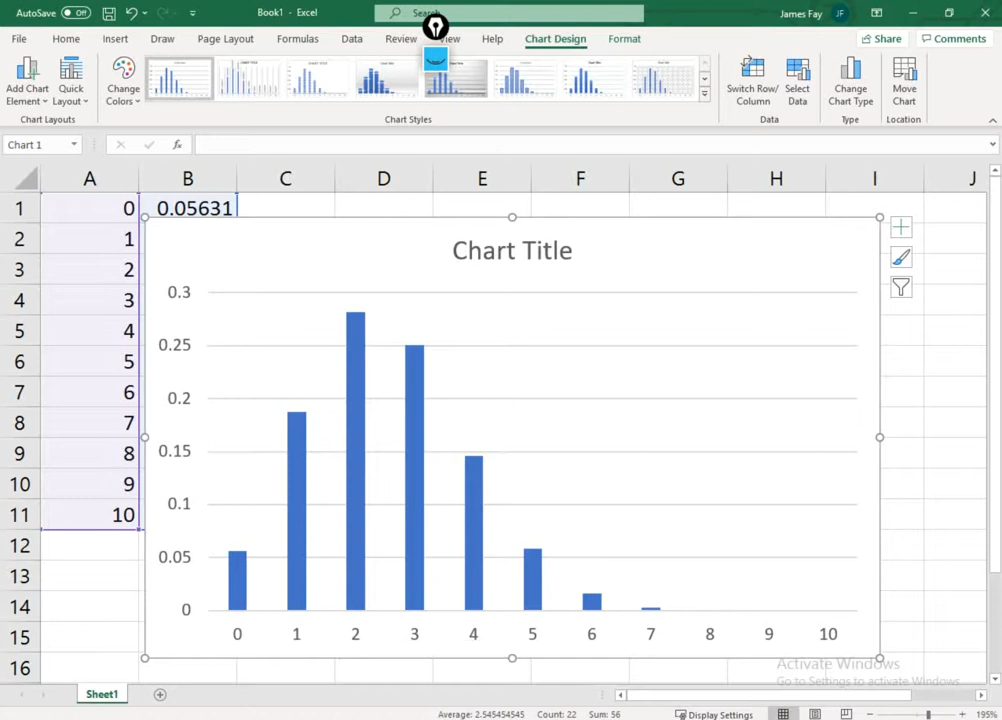 AutoSave Off Book1 - Excel Search James Fay JF
File Home Insert Draw Page Layout Formulas Data Review View Help Chart Design Format Share Comments
Add Chart Element Quick Layout Change Colors Switch Row/Column Select Data Change Chart Type Move Chart
Chart Layouts Chart Styles Data Type Location
Chart 1 fx
A B C D E F G H I J
1 0 0.05631
2 1
3 2
4 3
5 4
6 5
7 6
8 7
9 8
10 9
11 10
12
13
14
15
16
Chart Title
0.3
0.25
0.2
0.15
0.1
0.05
0
0 1 2 3 4 5 6 7 8 9 10
Activate Windows
Go to Settings to activate Windows.
Sheet1
Average: 2.545454545 Count: 22 Sum: 56 Display Settings 195%